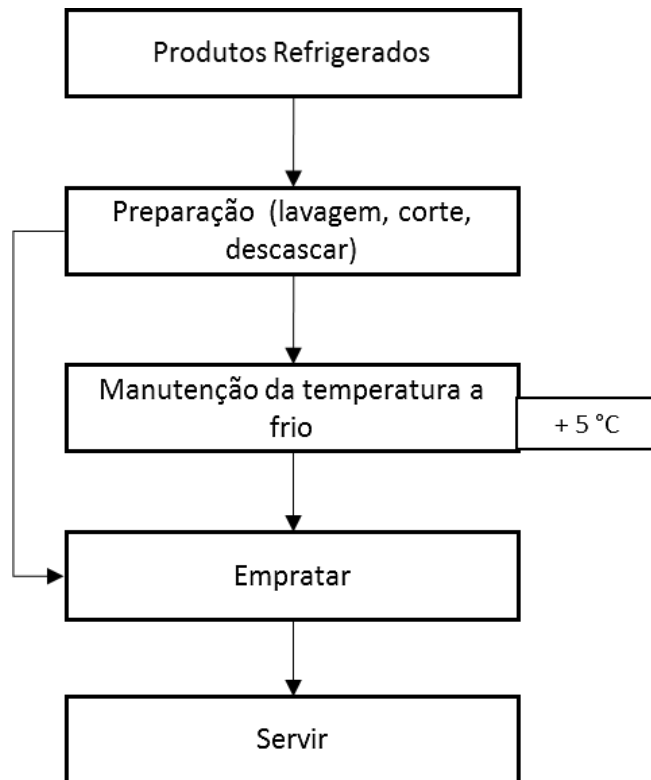 Produtos Refrigerados
Preparação (lavagem, corte,
descascar)
Manutenção da temperatura a
frio
+ 5 °C
Empratar
Servir